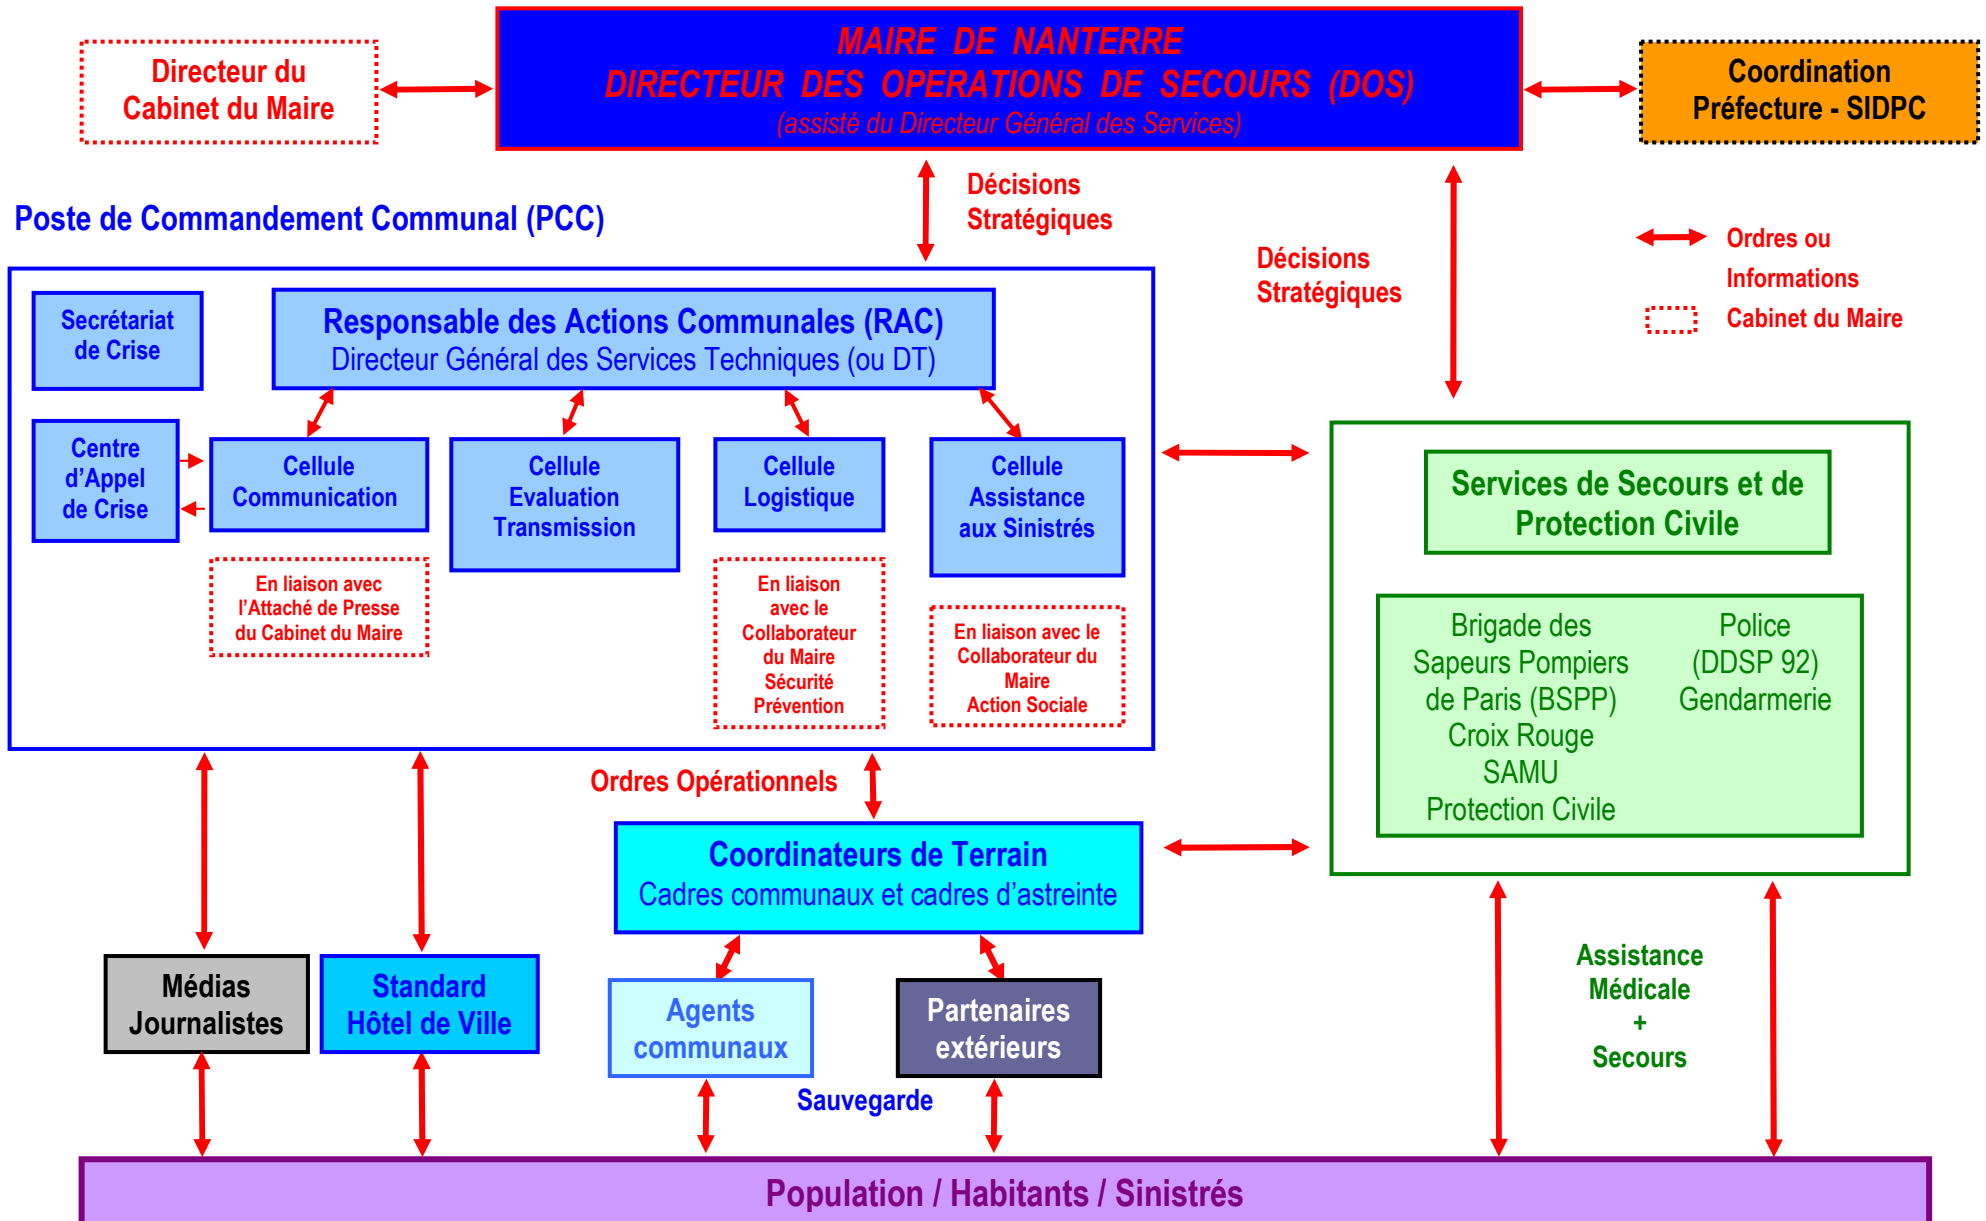 MAIRE DE NANTERRE
DIRECTEUR DES OPERATIONS DE SECOURS (DOS)
(assisté du Directeur Général des Services)
Directeur du
Cabinet du Maire
Coordination
Préfecture - SIDPC
Décisions
Stratégiques
Poste de Commandement Communal (PCC)
Décisions
Stratégiques
Ordres ou
Informations
Cabinet du Maire
Secrétariat
de Crise
Responsable des Actions Communales (RAC)
Directeur Général des Services Techniques (ou DT)
Centre
d'Appel
de Crise
Cellule
Communication
Cellule
Evaluation
Transmission
Cellule
Logistique
Cellule
Assistance
aux Sinistrés
En liaison avec
l'Attaché de Presse
du Cabinet du Maire
En liaison
avec le
Collaborateur
du Maire
Sécurité
Prévention
En liaison avec le
Collaborateur du
Maire
Action Sociale
Services de Secours et de
Protection Civile
Brigade des
Sapeurs Pompiers
de Paris (BSPP)
Croix Rouge
SAMU
Protection Civile
Police
(DDSP 92)
Gendarmerie
Ordres Opérationnels
Coordinateurs de Terrain
Cadres communaux et cadres d'astreinte
Médias
Journalistes
Standard
Hôtel de Ville
Agents
communaux
Partenaires
extérieurs
Assistance
Médicale
+
Secours
Sauvegarde
Population / Habitants / Sinistrés